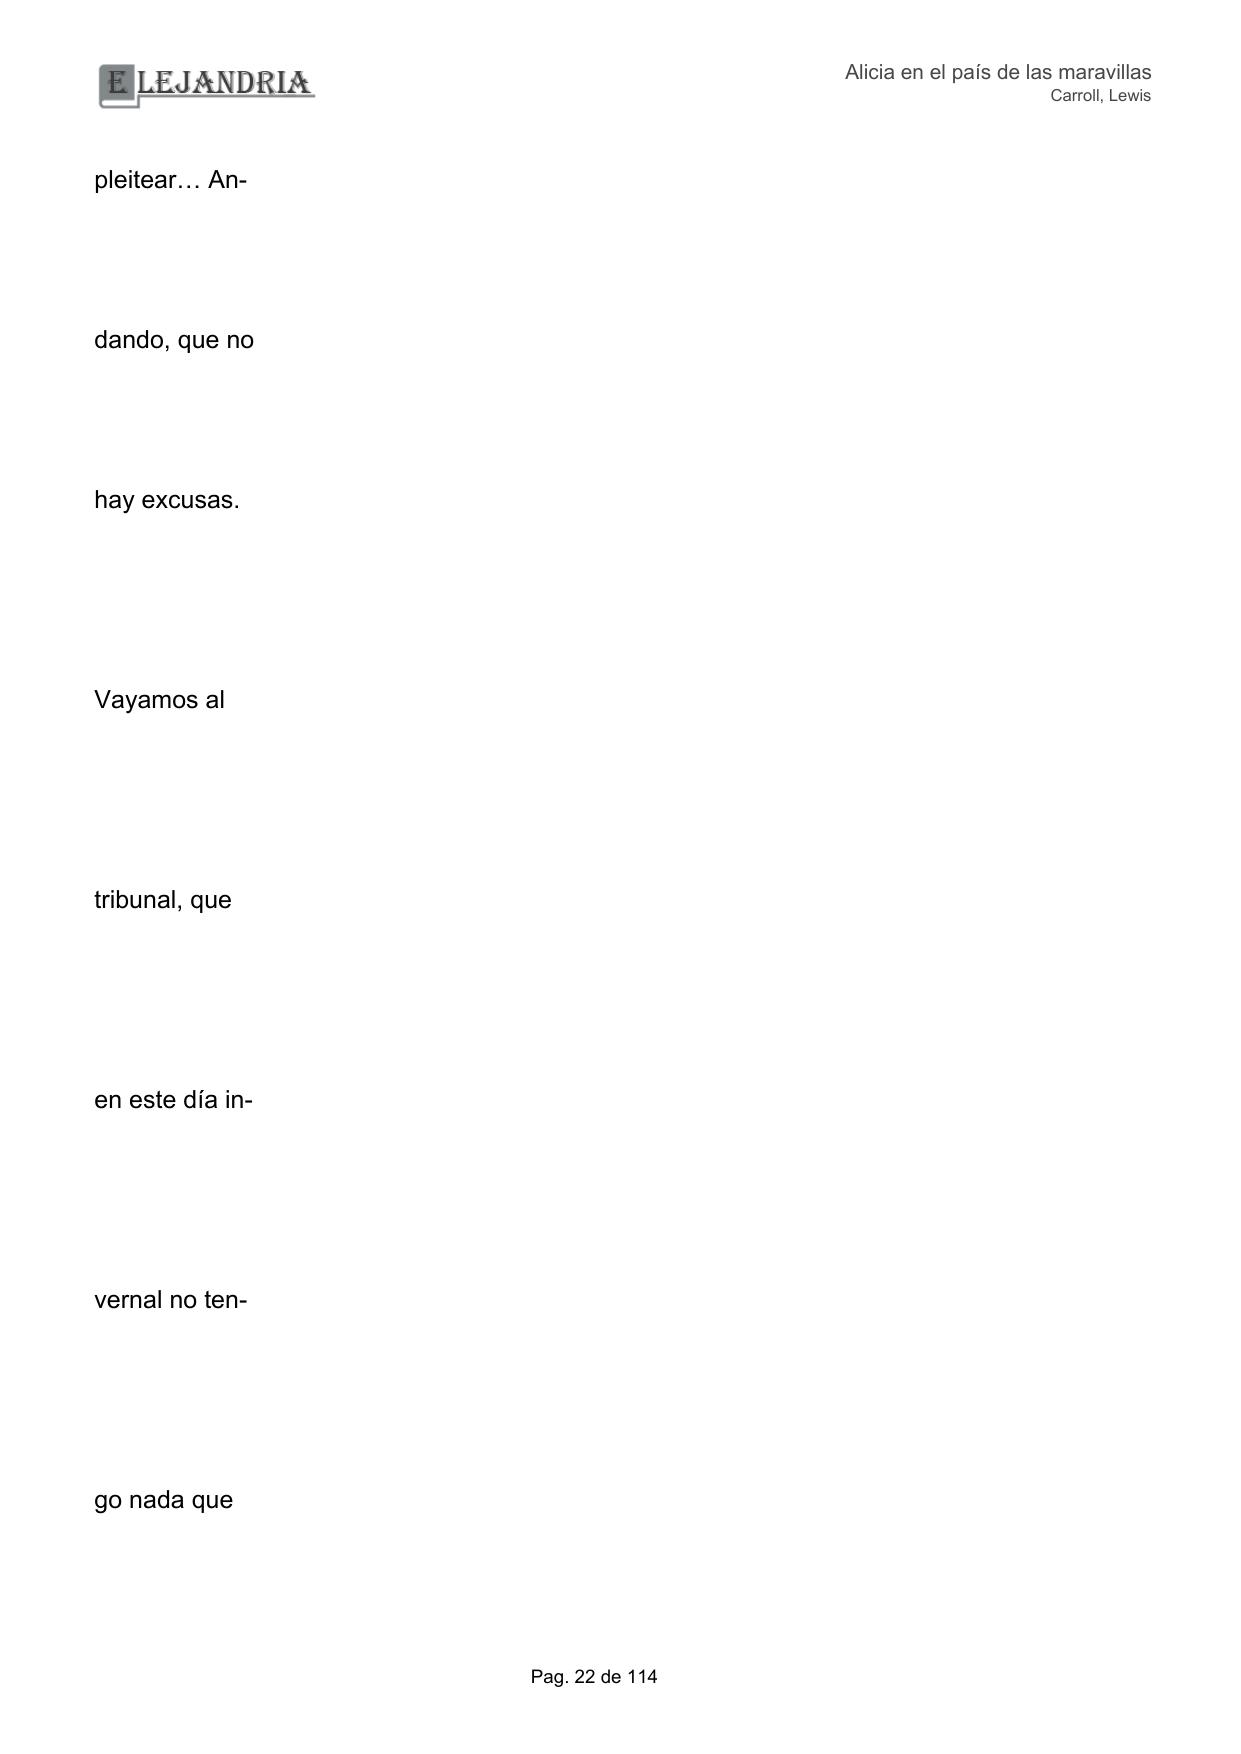 ELEJANDRIA
Alicia en el país de las maravillas
Carroll, Lewis
pleitear… An-
dando, que no
hay excusas.
Vayamos al
tribunal, que
en este día in-
vernal no ten-
go nada que
Pag. 22 de 114